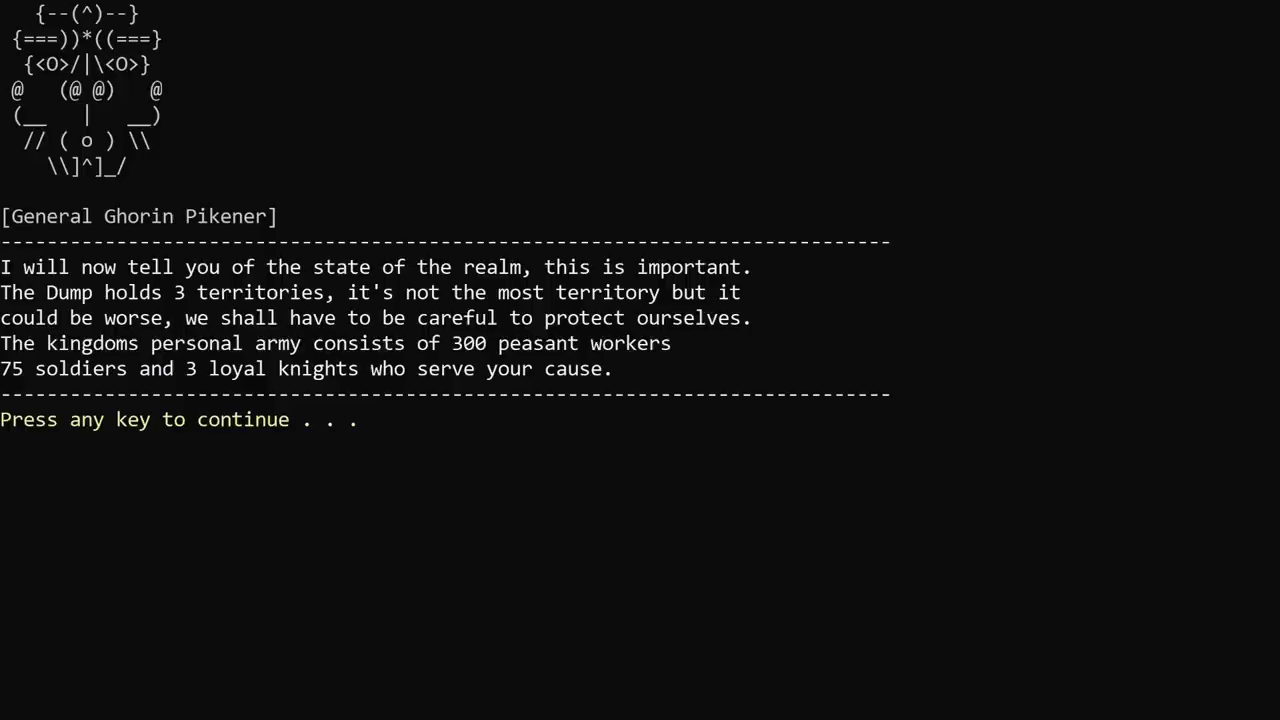 {--(^)--}
{===))*((===}
{<O>/|\<O>}
@   (@ @)   @
(__   |   __)
// ( o ) \\
\\]^]_/
[General Ghorin Pikener]
-----------------------------------------------------------------------------
I will now tell you of the state of the realm, this is important.
The Dump holds 3 territories, it's not the most territory but it
could be worse, we shall have to be careful to protect ourselves.
The kingdoms personal army consists of 300 peasant workers
75 soldiers and 3 loyal knights who serve your cause.
-----------------------------------------------------------------------------
Press any key to continue . . .